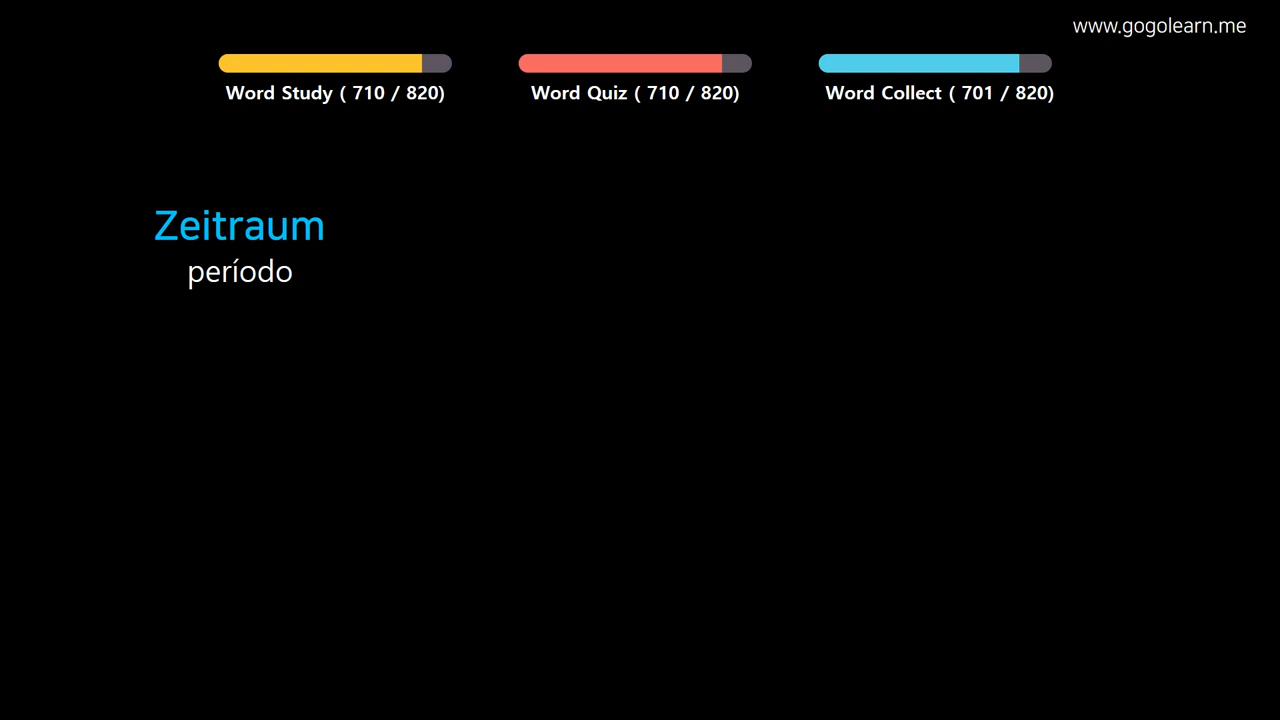 www.gogolearn.me
Word Study ( 710 / 820)
Word Quiz ( 710 / 820)
Word Collect ( 701 / 820)
Zeitraum
período